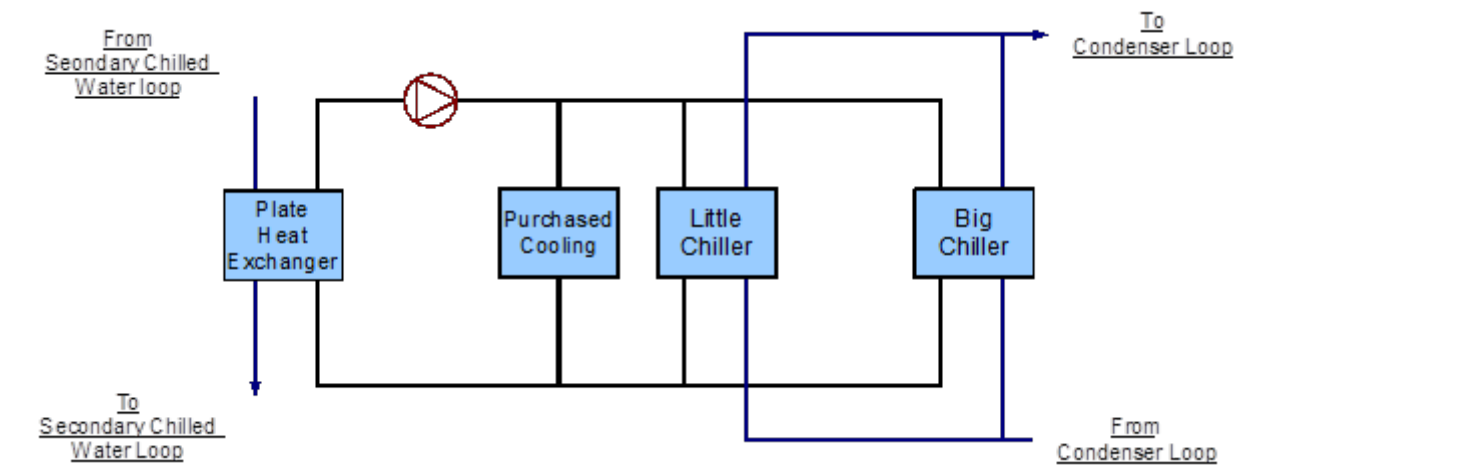 From
Seondary Chilled
Water loop
To
Condenser Loop
Plate
Heat
Exchanger
Purchased
Cooling
Little
Chiller
Big
Chiller
To
Secondary Chilled
Water Loop
From
Condenser Loop